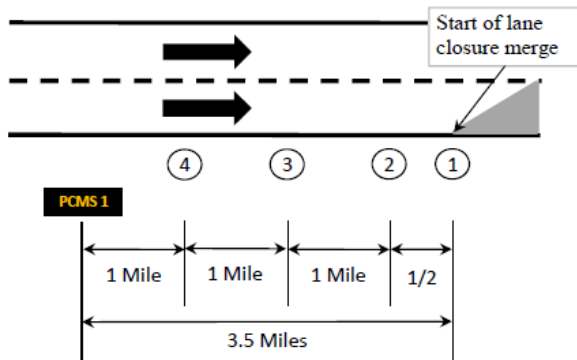 Start of lane
closure merge
4
3
2
1
PCMS 1
1 Mile
1 Mile
1 Mile
1/2
3.5 Miles